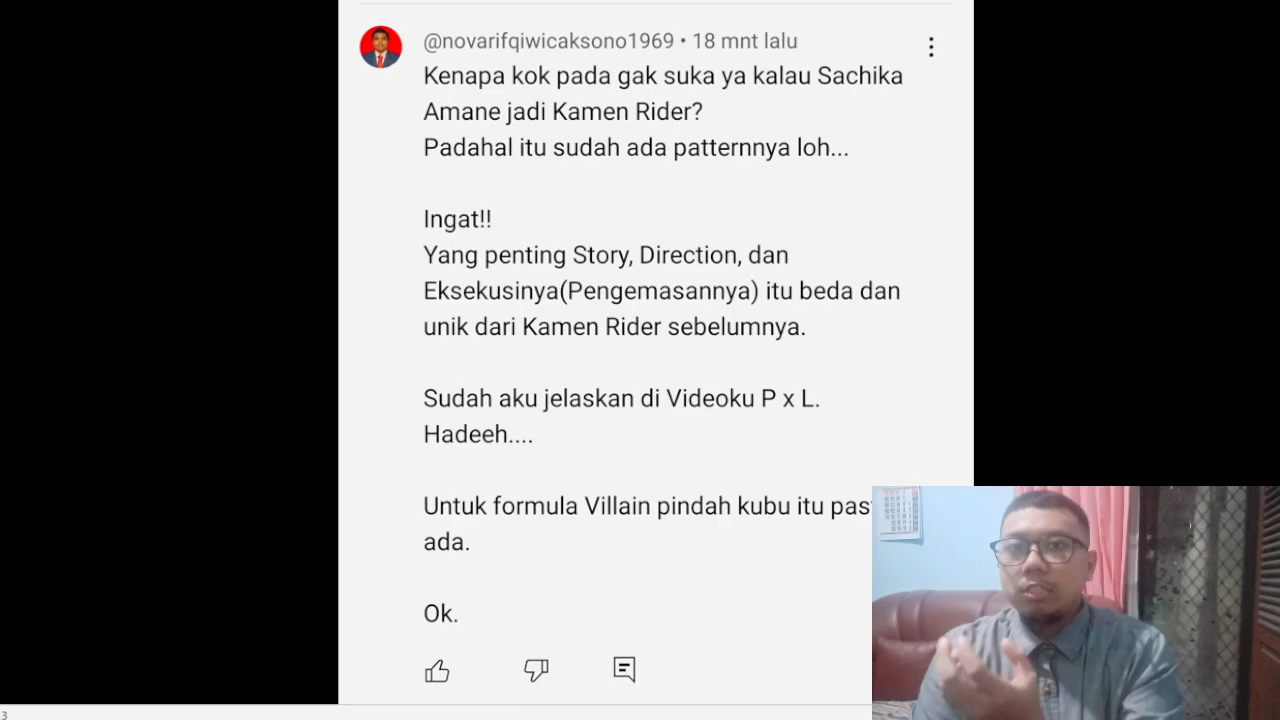 @novarifqiwicaksono1969 • 18 mnt lalu
Kenapa kok pada gak suka ya kalau Sachika
Amane jadi Kamen Rider?
Padahal itu sudah ada patternnya loh...
Ingat!!
Yang penting Story, Direction, dan
Eksekusinya(Pengemasannya) itu beda dan
unik dari Kamen Rider sebelumnya.
Sudah aku jelaskan di Videoku P x L.
Hadeeh....
Untuk formula Villain pindah kubu itu
ada.
Ok.
3